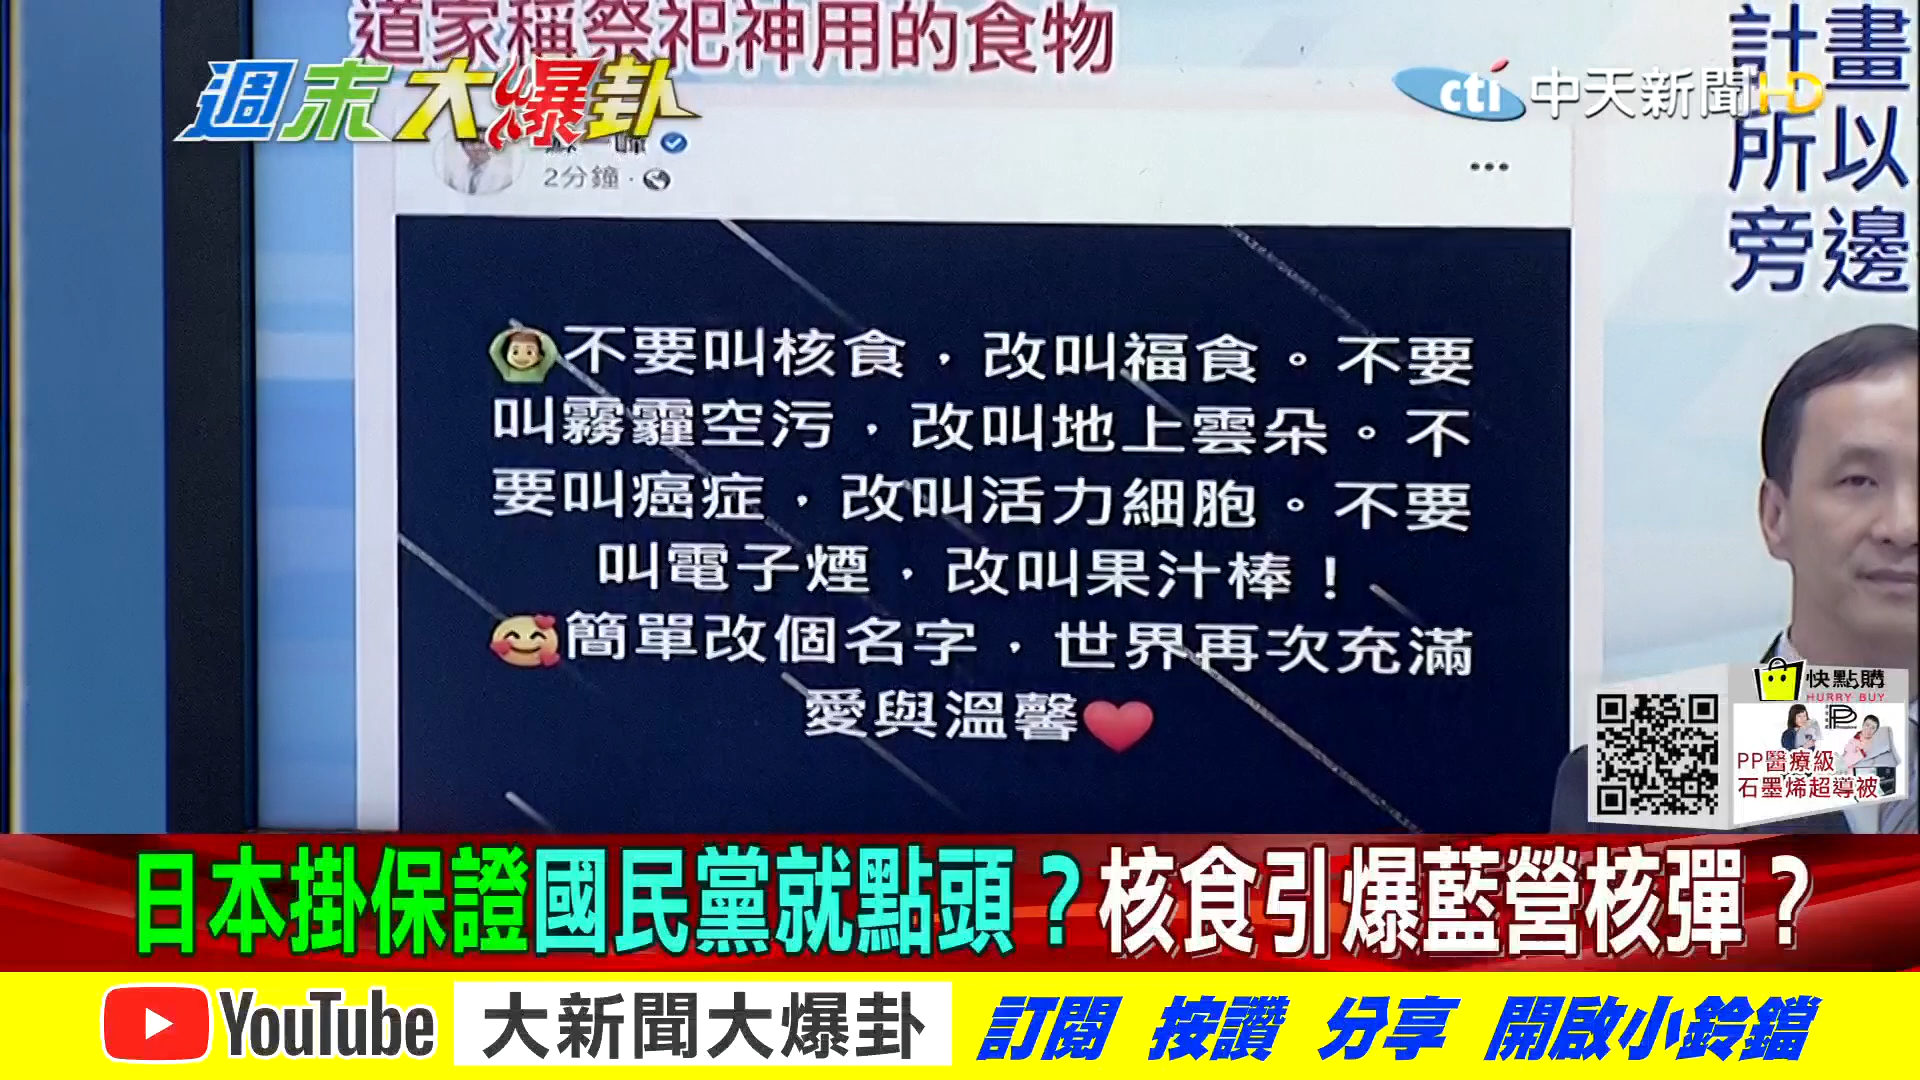 道家稱祭祀神用的食物
週末大爆卦
cti 中天新聞HD
計畫
所以
旁邊
2分鐘
不要叫核食，改叫福食。不要
叫霧霾空污，改叫地上雲朵。不
要叫癌症，改叫活力細胞。不要
叫電子煙，改叫果汁棒！
簡單改個名字，世界再次充滿
愛與溫馨
快點購
HURRY BUY
PP醫療級
石墨烯超導被
日本掛保證國民黨就點頭？核食引爆藍營核彈？
YouTube 大新聞大爆卦 訂閱 按讚 分享 開啟小鈴鐺